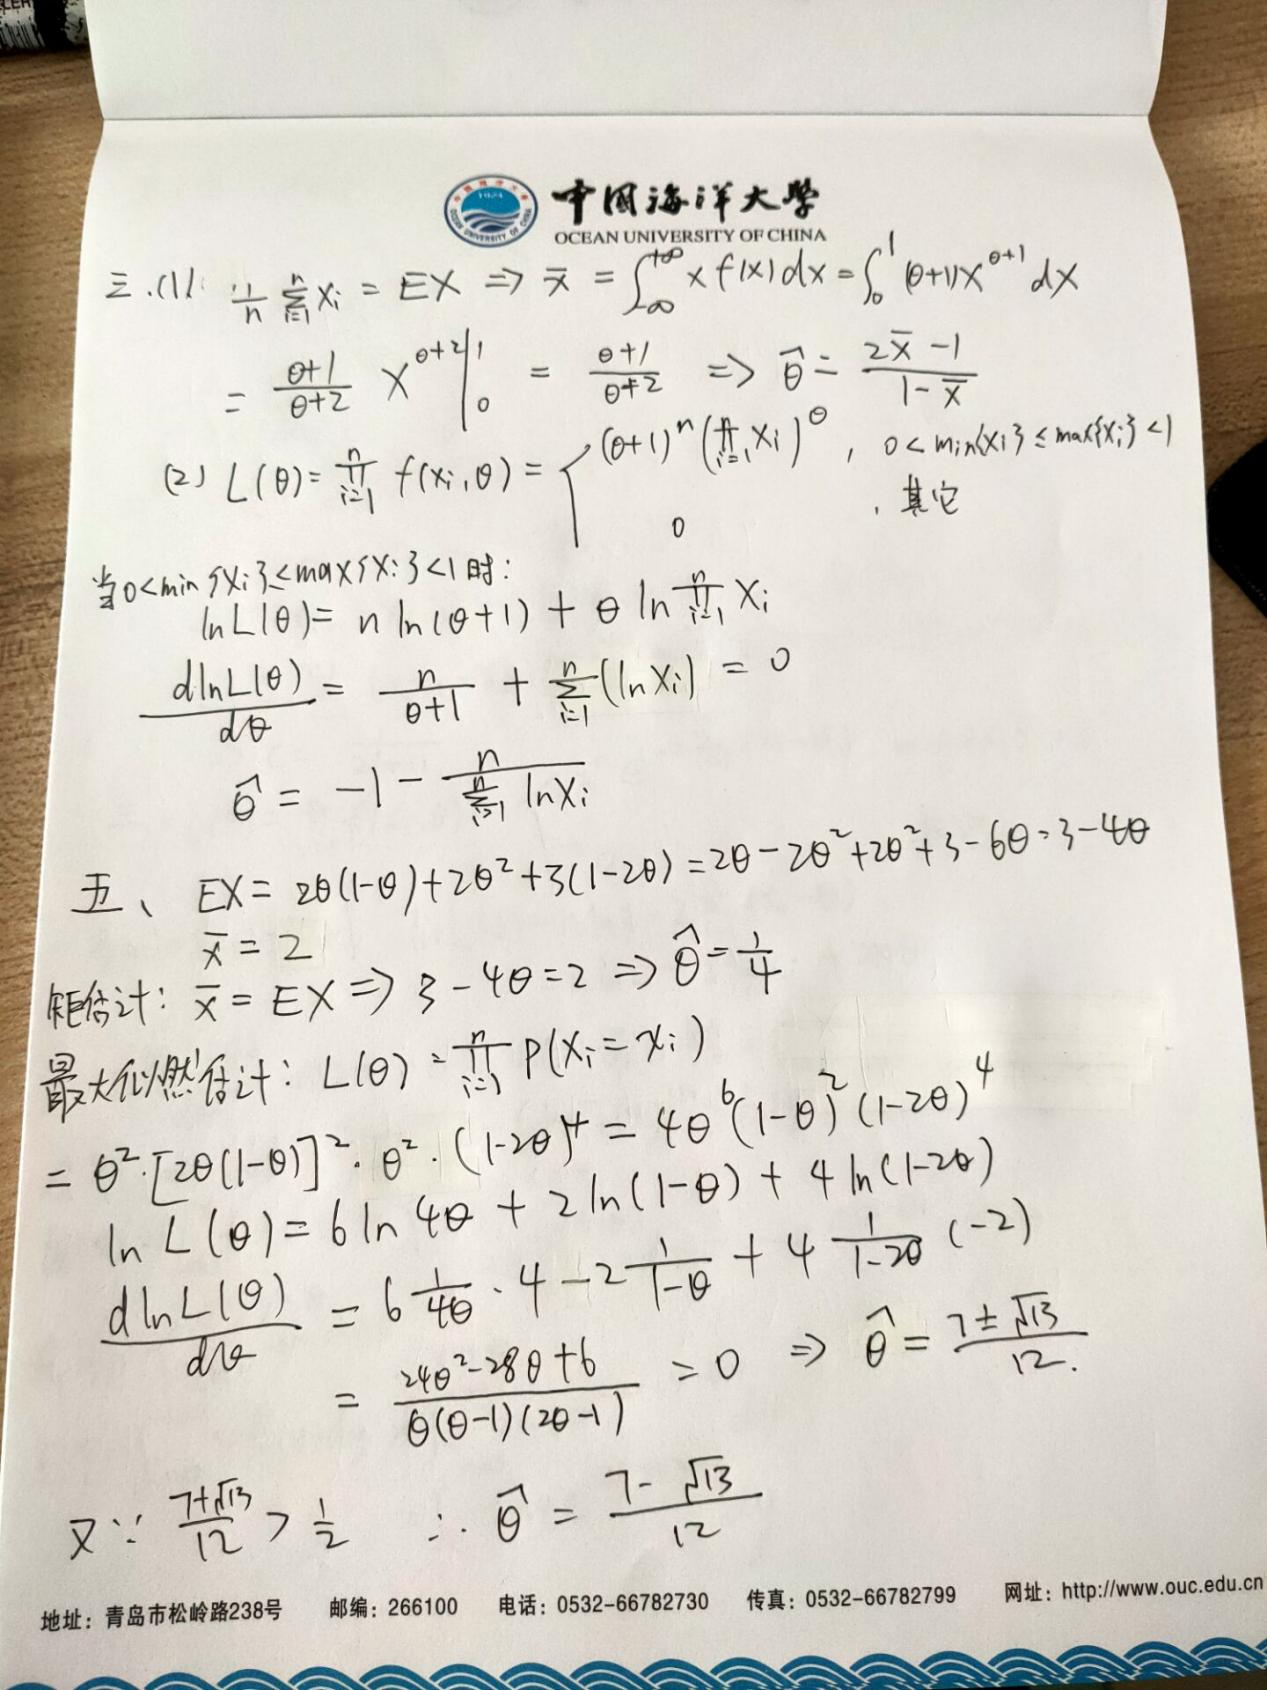 中国海洋大學
OCEAN UNIVERSITY OF CHINA
三.(1). 1/n ∑_{i=1}^{n} Xi = EX ⇒ x̄ = ∫_{-∞}^{+∞} x f(x) dx = ∫_0^1 (θ+1)x^{θ+1} dx
= (θ+1)/(θ+2) x^{θ+2} |_0^1 = (θ+1)/(θ+2) ⇒ θ̂ = (2x̄ -1)/(1-x̄)
(2) L(θ) = ∏_{i=1}^{n} f(xi,θ) = { (θ+1)^n (∏_{i=1}^{n} Xi)^θ , 0 < min{Xi} ≤ max{Xi} < 1
0 , 其它
当0<min{Xi}≤max{Xi}<1时:
ln L(θ) = n ln(θ+1) + θ ln ∏_{i=1}^{n} Xi
dlnL(θ)/dθ = n/(θ+1) + ∑_{i=1}^{n} (ln Xi) = 0
θ̂ = -1 - n/(∑_{i=1}^{n} lnXi)
五、 EX = 2θ(1-θ)+2θ²+3(1-2θ) = 2θ-2θ²+2θ²+3-6θ=3-4θ
x̄ = 2
矩估计: x̄ = EX ⇒ 3-4θ=2 ⇒ θ̂ = 1/4
最大似然估计: L(θ) = ∏_{i=1}^{n} P(Xi = xi)
= θ²·[2θ(1-θ)]²·θ²·(1-2θ)^4 = 4θ^6(1-θ)²(1-2θ)^4
ln L(θ) = 6 ln 4θ + 2 ln(1-θ) + 4 ln(1-2θ)
dlnL(θ)/dθ = 6 1/(4θ) · 4 - 2 1/(1-θ) + 4 1/(1-2θ) (-2)
= (24θ²-28θ+6)/(θ(θ-1)(2θ-1)) = 0 ⇒ θ̂ = (7±√13)/12.
又∵ (7+√13)/12 > 1/2 ∴ θ̂ = (7-√13)/12
地址：青岛市松岭路238号 邮编：266100 电话：0532-66782730 传真：0532-66782799 网址：http://www.ouc.edu.cn